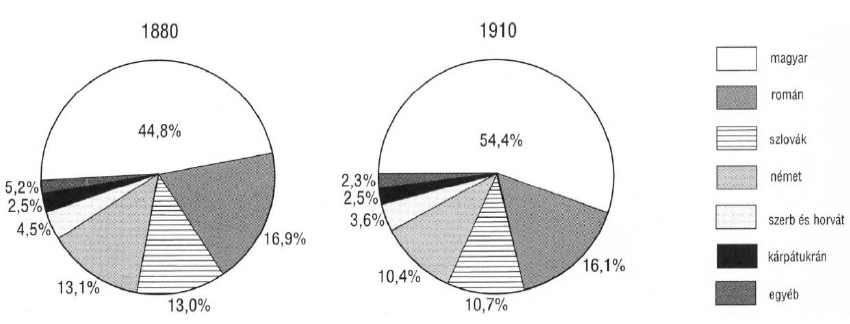 1880
44,8%
5,2%
2,5%
4,5%
13,1%
13,0%
16,9%
1910
54,4%
2,3%
2,5%
3,6%
10,4%
10,7%
16,1%
magyar
román
szlovák
német
szerb és horvát
kárpátukrán
egyéb